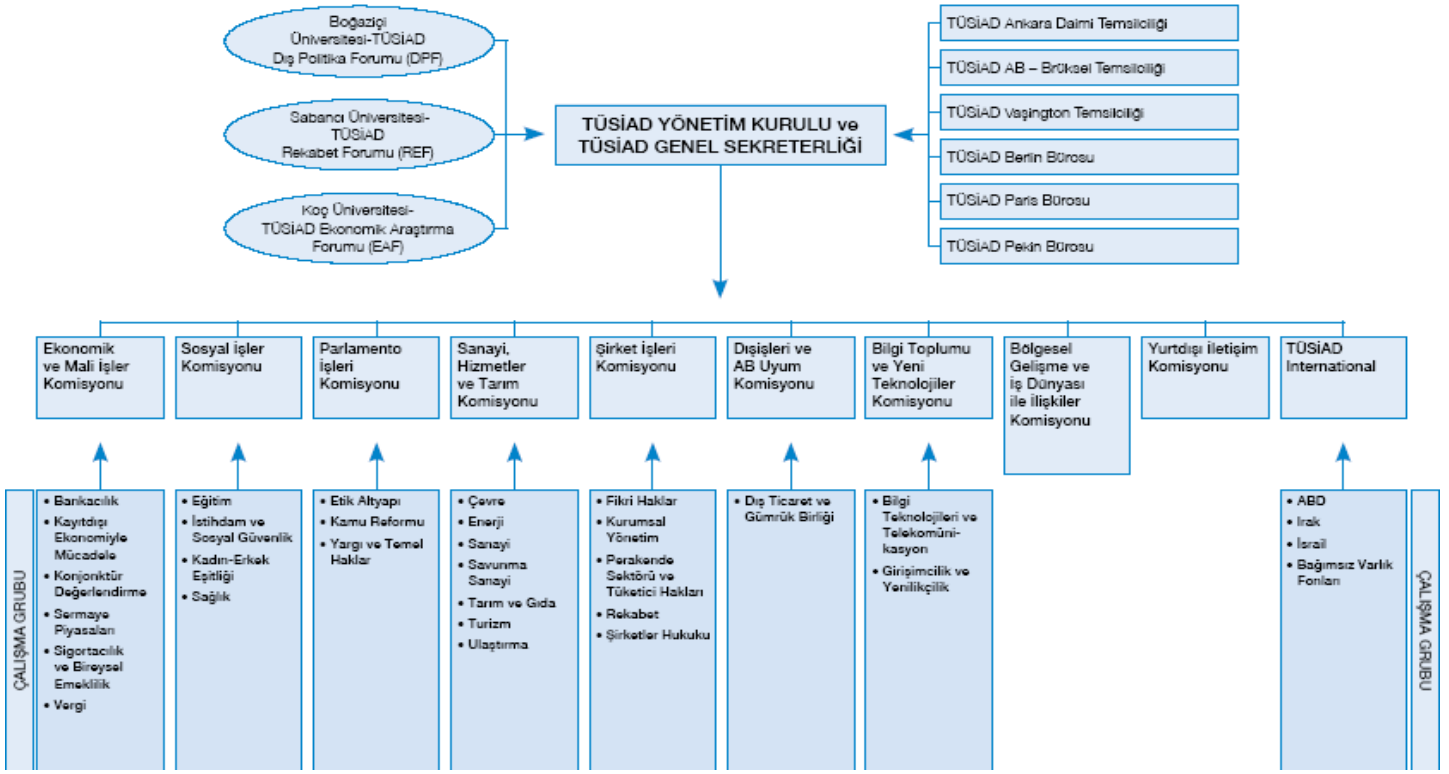 Boğaziçi
Üniversitesi-TÜSİAD
Dış Politika Forumu (DPF)
Sabancı Üniversitesi-
TÜSİAD
Rekabet Forumu (REF)
Koç Üniversitesi-
TÜSİAD Ekonomik Araştırma
Forumu (EAF)
TÜSİAD YÖNETİM KURULU ve
TÜSİAD GENEL SEKRETERLİĞİ
TÜSİAD Ankara Daimi Temsilciliği
TÜSİAD AB – Brüksel Temsilciliği
TÜSİAD Vaşington Temsilciliği
TÜSİAD Berlin Bürosu
TÜSİAD Paris Bürosu
TÜSİAD Pekin Bürosu
Ekonomik
ve Mali İşler
Komisyonu
Sosyal İşler
Komisyonu
Parlamento
İşleri
Komisyonu
Sanayi,
Hizmetler
ve Tarım
Komisyonu
Şirket İşleri
Komisyonu
Dışişleri ve
AB Uyum
Komisyonu
Bilgi Toplumu
ve Yeni
Teknolojiler
Komisyonu
Bölgesel
Gelişme ve
İş Dünyası
ile İlişkiler
Komisyonu
Yurtdışı İletişim
Komisyonu
TÜSİAD
International
ÇALIŞMA GRUBU
• Bankacılık
• Kayıtdışı
Ekonomiyle
Mücadele
• Konjonktür
Değerlendirme
• Sermaye
Piyasaları
• Sigortacılık
ve Bireysel
Emeklilik
• Vergi
• Eğitim
• İstihdam ve
Sosyal Güvenlik
• Kadın-Erkek
Eşitliği
• Sağlık
• Etik Altyapı
• Kamu Reformu
• Yargı ve Temel
Haklar
• Çevre
• Enerji
• Sanayi
• Savunma
Sanayi
• Tarım ve Gıda
• Turizm
• Ulaştırma
• Fikri Haklar
• Kurumsal
Yönetim
• Perakende
Sektörü ve
Tüketici Hakları
• Rekabet
• Şirketler Hukuku
• Dış Ticaret ve
Gümrük Birliği
• Bilgi
Teknolojileri ve
Telekomüni-
kasyon
• Girişimcilik ve
Yenilikçilik
• ABD
• Irak
• İsrail
• Bağımsız Varlık
Fonları
ÇALIŞMA GRUBU